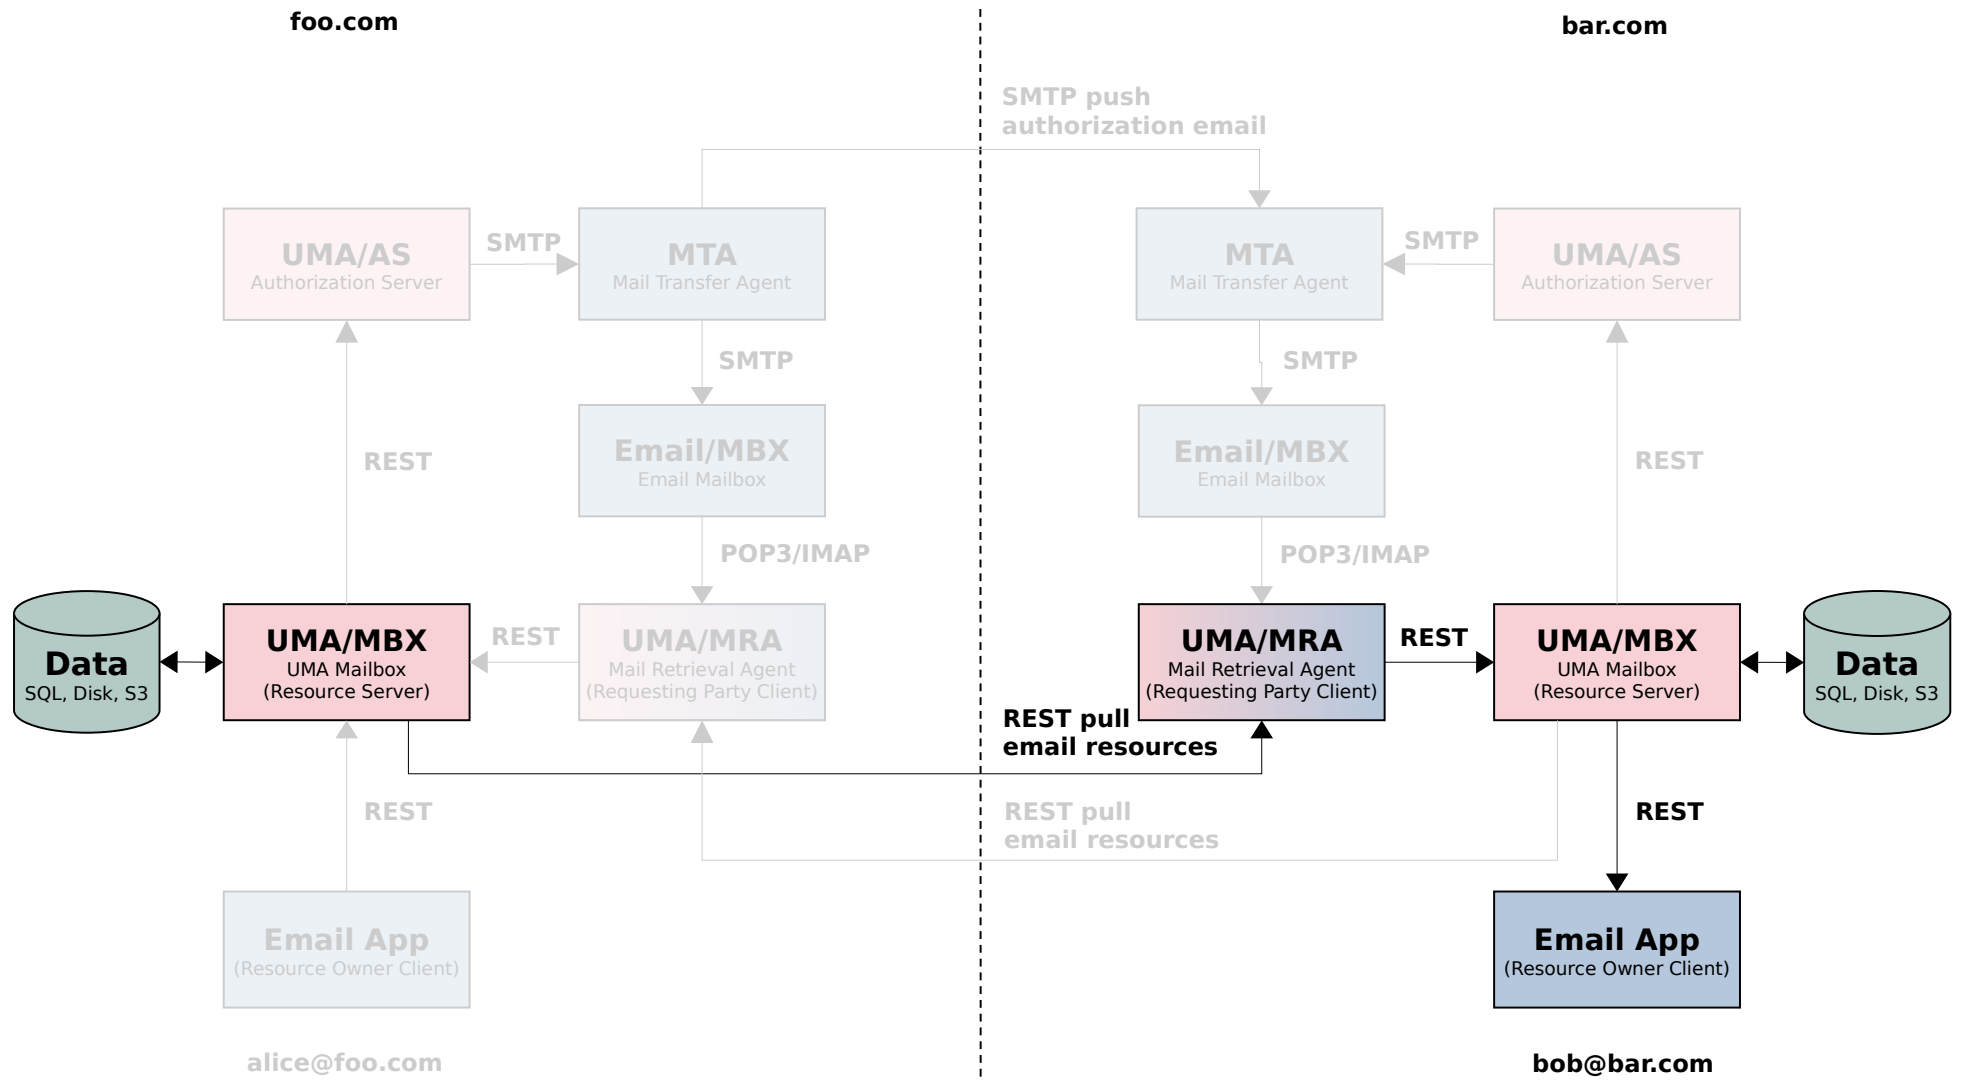 foo.com
bar.com
SMTP push
authorization email
UMA/AS
Authorization Server
SMTP
MTA
Mail Transfer Agent
MTA
Mail Transfer Agent
SMTP
UMA/AS
Authorization Server
SMTP
SMTP
REST
Email/MBX
Email Mailbox
Email/MBX
Email Mailbox
REST
POP3/IMAP
POP3/IMAP
Data
SQL, Disk, S3
UMA/MBX
UMA Mailbox
(Resource Server)
REST
UMA/MRA
Mail Retrieval Agent
(Requesting Party Client)
UMA/MRA
Mail Retrieval Agent
(Requesting Party Client)
REST
UMA/MBX
UMA Mailbox
(Resource Server)
Data
SQL, Disk, S3
REST pull
email resources
REST
REST pull
email resources
REST
Email App
(Resource Owner Client)
Email App
(Resource Owner Client)
alice@foo.com
bob@bar.com